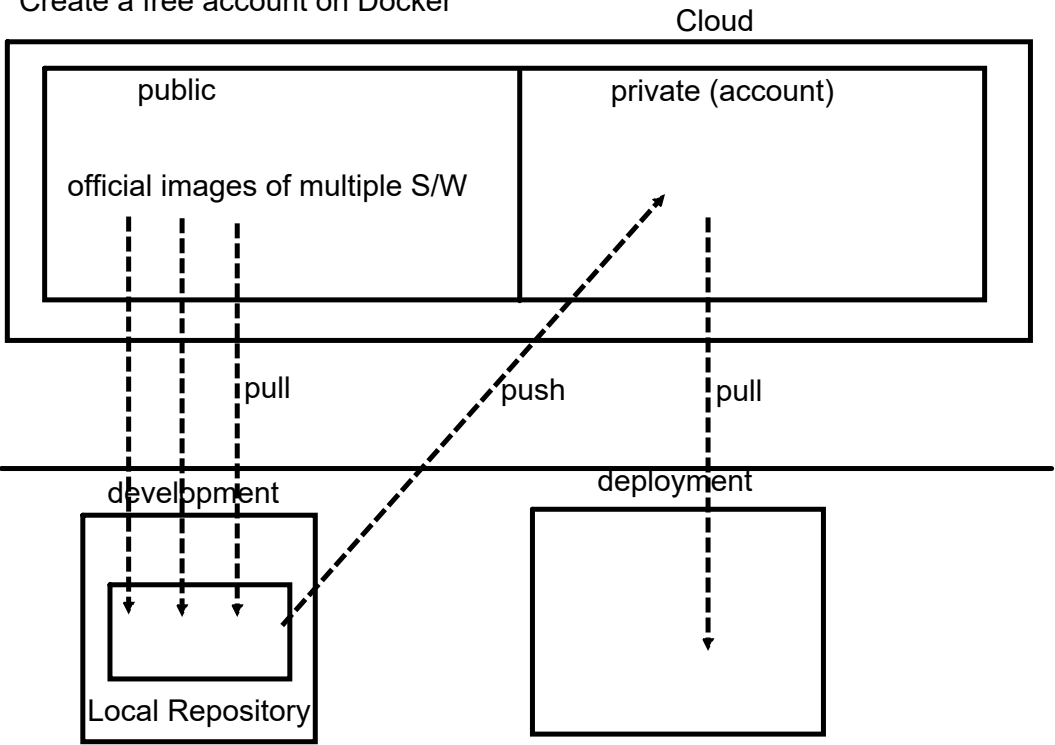 Create a free account on Docker
Cloud
public
private (account)
official images of multiple S/W
pull
push
pull
development
deployment
Local Repository